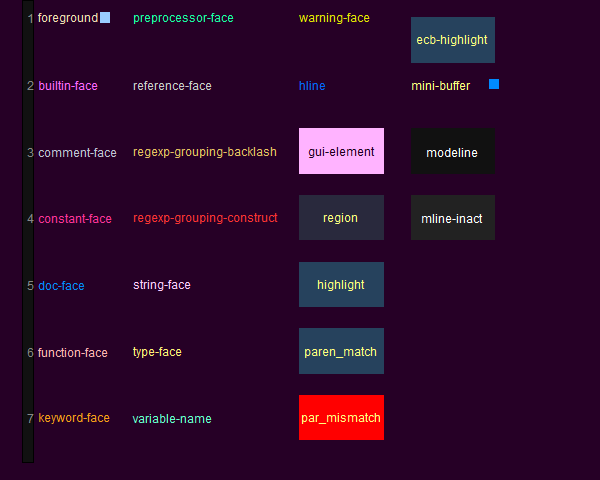 1 foreground preprocessor-face warning-face ecb-highlight
2 builtin-face reference-face hline mini-buffer
3 comment-face regexp-grouping-backlash gui-element modeline
4 constant-face regexp-grouping-construct region mline-inact
5 doc-face string-face highlight
6 function-face type-face paren_match
7 keyword-face variable-name par_mismatch